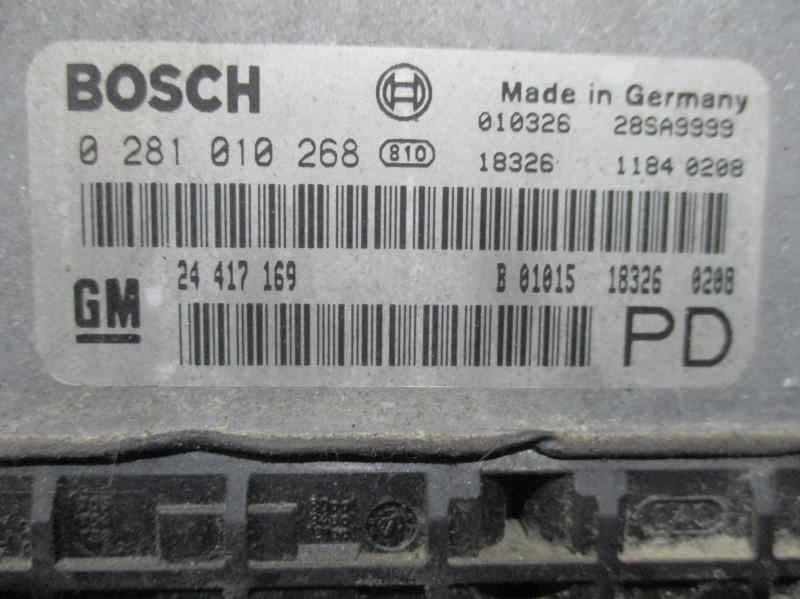 BOSCH
Made in Germany
010326 28SA9999
0 281 010 268 810 18326 1184 0208
24 417 169 B 01015 18326 0208
GM
PD